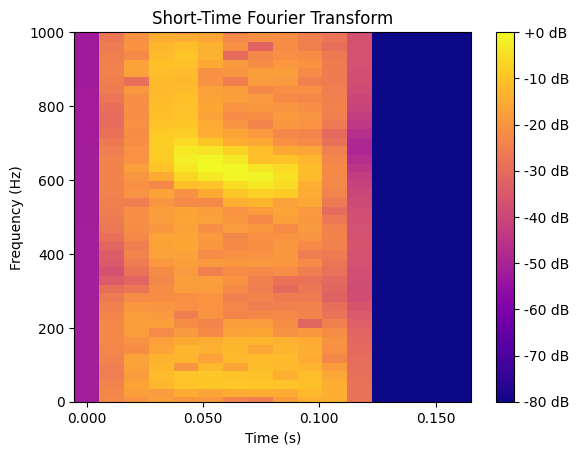 Short-Time Fourier Transform
1000
800
600
400
200
0
Frequency (Hz)
0.000
0.050
0.100
0.150
Time (s)
+0 dB
-10 dB
-20 dB
-30 dB
-40 dB
-50 dB
-60 dB
-70 dB
-80 dB